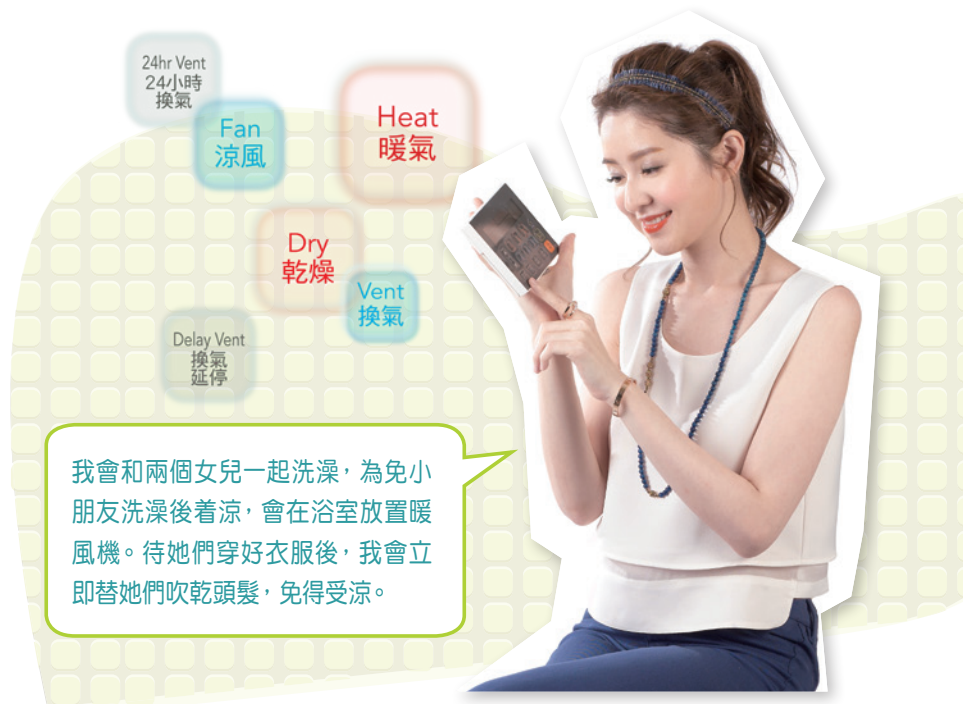 24hr Vent
24小時
換氣
Fan
涼風
Heat
暖氣
Dry
乾燥
Vent
換氣
Delay Vent
換氣
延停
我會和兩個女兒一起洗澡，為免小
朋友洗澡後着涼，會在浴室放置暖
風機。待她們穿好衣服後，我會立
即替她們吹乾頭髮，免得受涼。